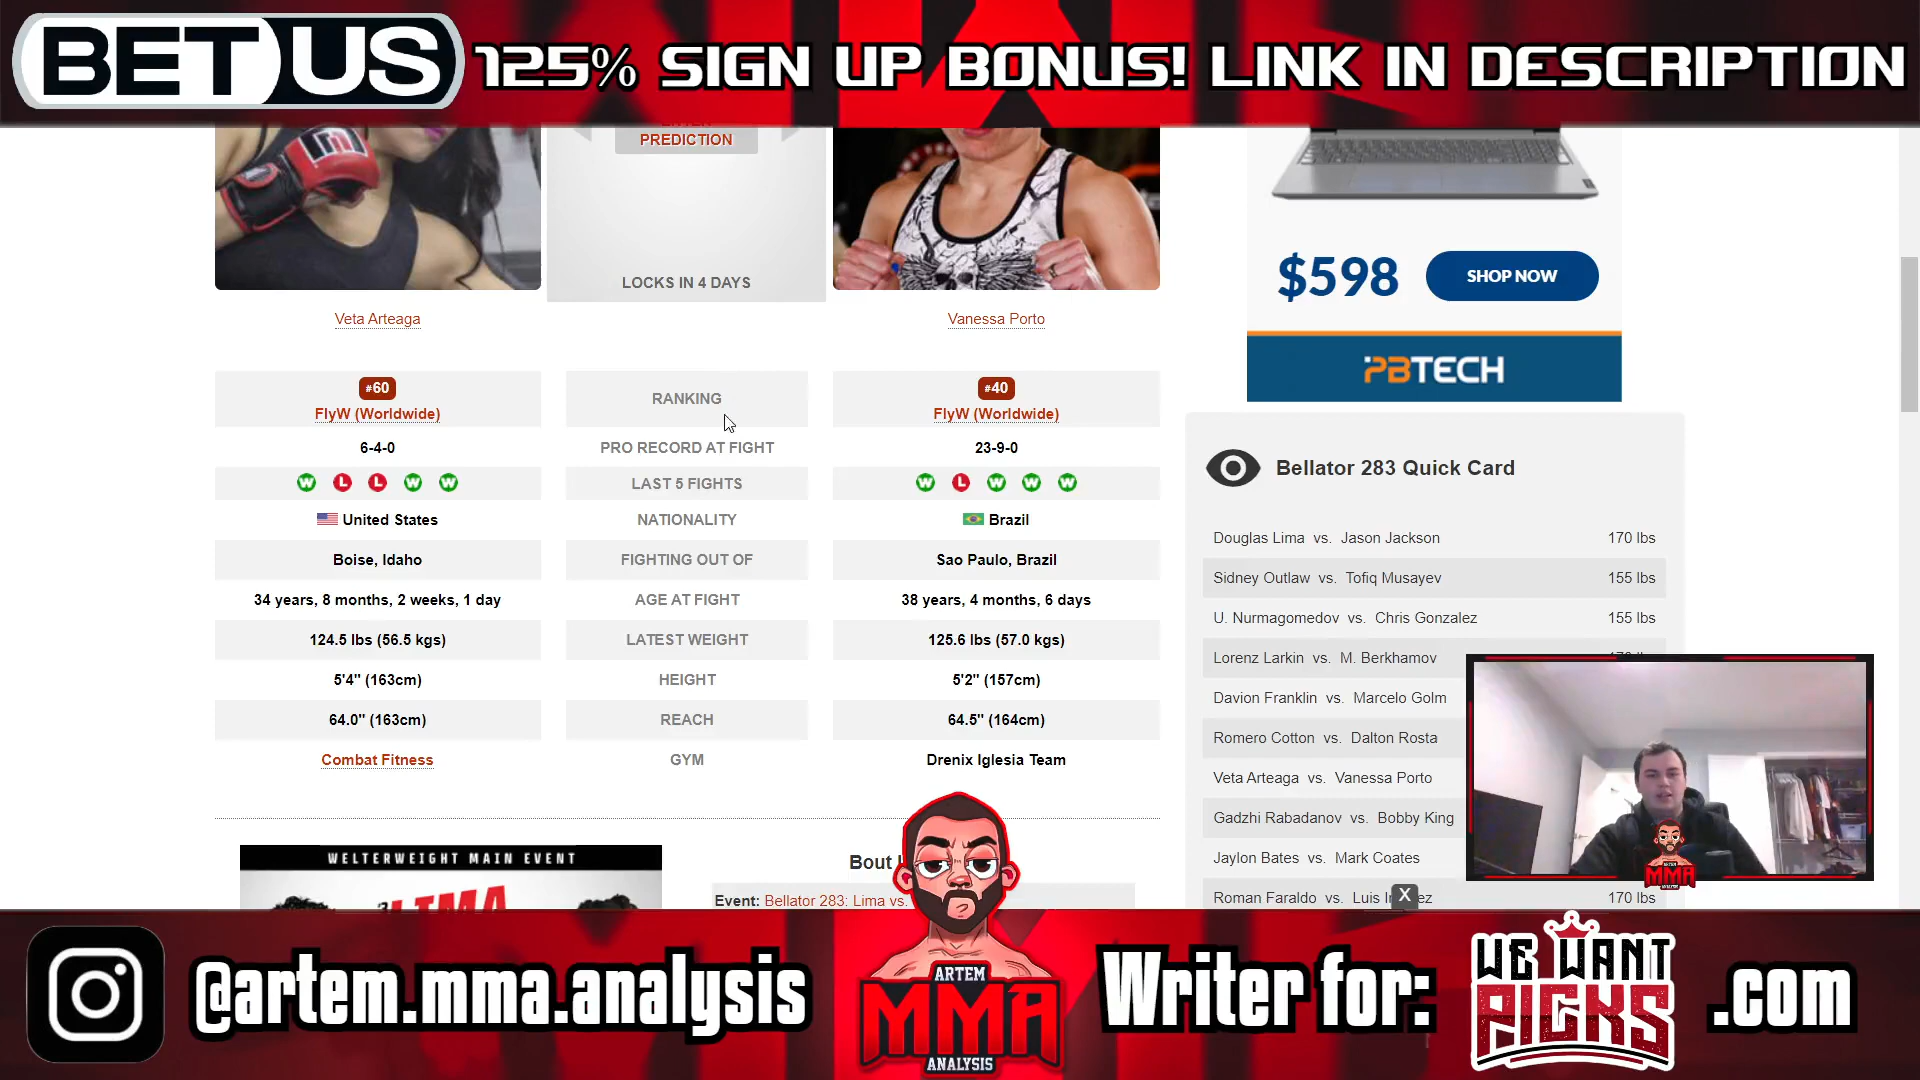 BETUS 125% SIGN UP BONUS! LINK IN DESCRIPTION
PREDICTION
LOCKS IN 4 DAYS
Veta Arteaga
Vanessa Porto
#60
FlyW (Worldwide)
RANKING
#40
FlyW (Worldwide)
6-4-0 PRO RECORD AT FIGHT 23-9-0
W L L W W LAST 5 FIGHTS W L W W W
United States NATIONALITY Brazil
Boise, Idaho FIGHTING OUT OF Sao Paulo, Brazil
34 years, 8 months, 2 weeks, 1 day AGE AT FIGHT 38 years, 4 months, 6 days
124.5 lbs (56.5 kgs) LATEST WEIGHT 125.6 lbs (57.0 kgs)
5'4" (163cm) HEIGHT 5'2" (157cm)
64.0" (163cm) REACH 64.5" (164cm)
Combat Fitness GYM Drenix Iglesia Team
WELTERWEIGHT MAIN EVENT
LIMA
Bout
Event: Bellator 283: Lima vs.
$598 SHOP NOW
PBTECH
Bellator 283 Quick Card
Douglas Lima vs. Jason Jackson 170 lbs
Sidney Outlaw vs. Tofiq Musayev 155 lbs
U. Nurmagomedov vs. Chris Gonzalez 155 lbs
Lorenz Larkin vs. M. Berkhamov
Davion Franklin vs. Marcelo Golm
Romero Cotton vs. Dalton Rosta
Veta Arteaga vs. Vanessa Porto
Gadzhi Rabadanov vs. Bobby King
Jaylon Bates vs. Mark Coates
Roman Faraldo vs. Luis 170 lbs
X
MMA
@artem.mma.analysis
ARTEM
MMA
ANALYSIS
Writer for:
WE WANT
PICKS
.com